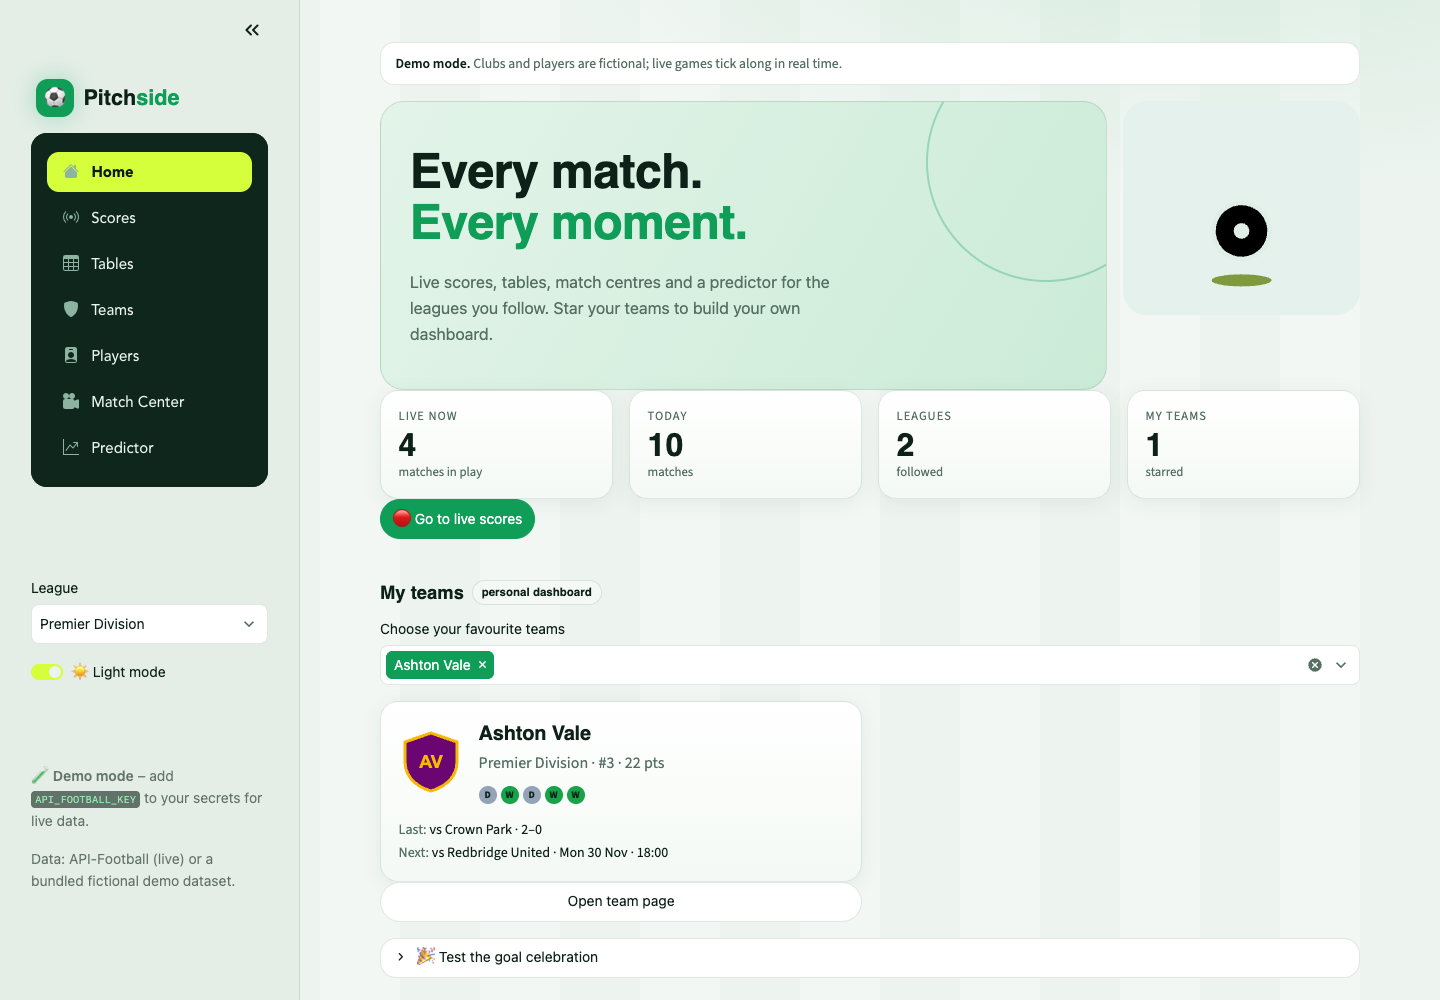 Pitchside
Home
Scores
Tables
Teams
Players
Match Center
Predictor
League
Premier Division
Light mode
Demo mode – add
API_FOOTBALL_KEY to your secrets for
live data.
Data: API-Football (live) or a
bundled fictional demo dataset.
Demo mode. Clubs and players are fictional; live games tick along in real time.
Every match.
Every moment.
Live scores, tables, match centres and a predictor for the
leagues you follow. Star your teams to build your own
dashboard.
LIVE NOW
4
matches in play
TODAY
10
matches
LEAGUES
2
followed
MY TEAMS
1
starred
Go to live scores
My teams personal dashboard
Choose your favourite teams
Ashton Vale
AV
Ashton Vale
Premier Division · #3 · 22 pts
D W D W W
Last: vs Crown Park · 2–0
Next: vs Redbridge United · Mon 30 Nov · 18:00
Open team page
Test the goal celebration